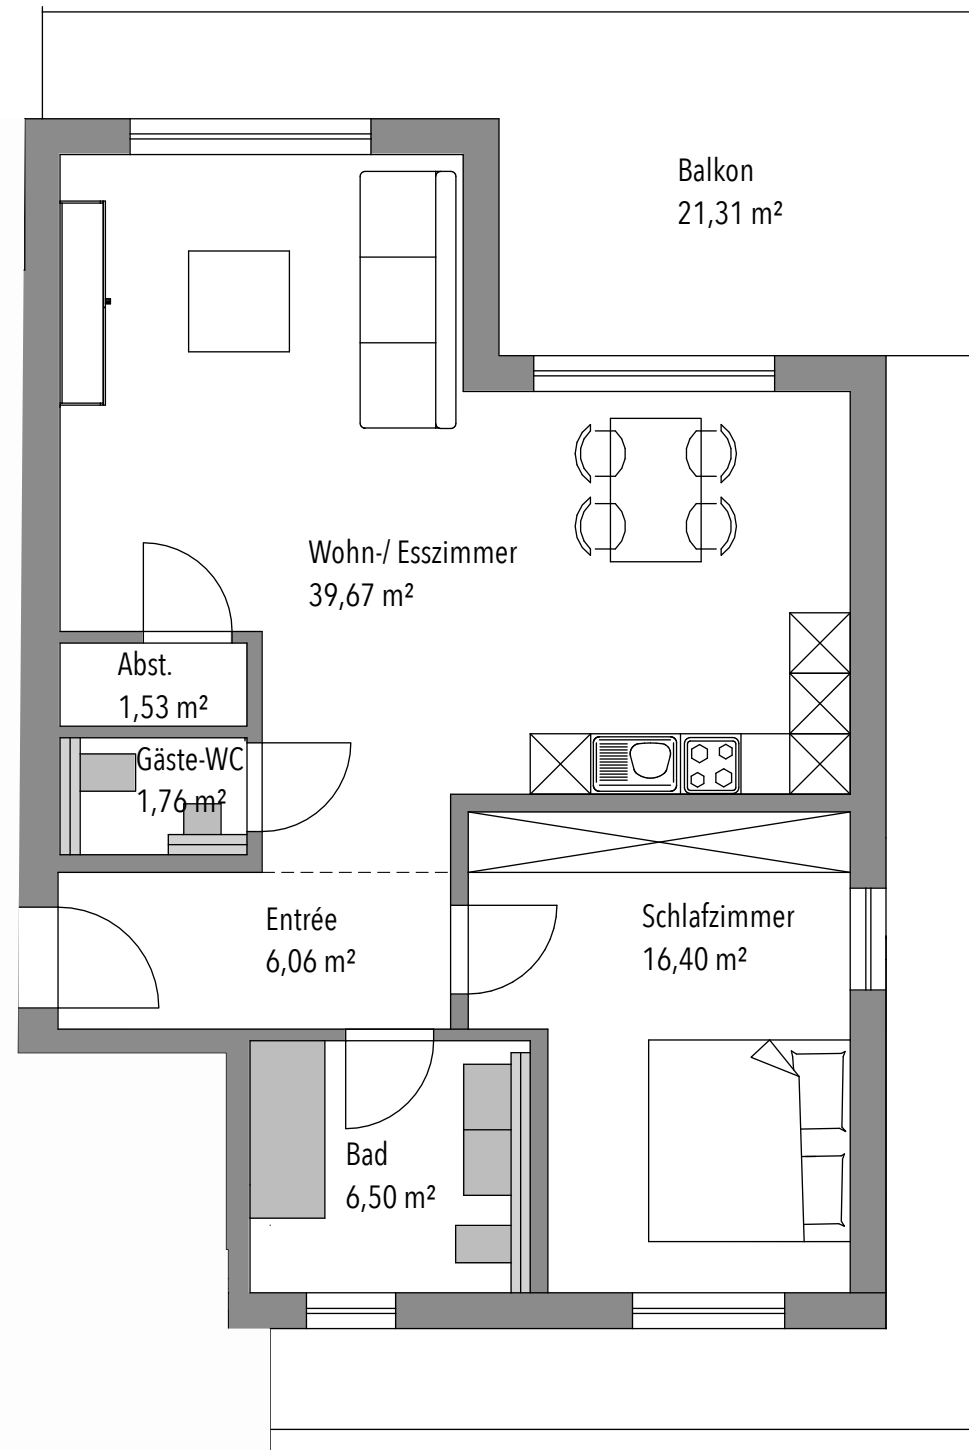 Balkon
21,31 m²
Wohn-/ Esszimmer
39,67 m²
Abst.
1,53 m²
Gäste-WC
1,76 m²
Entrée
6,06 m²
Schlafzimmer
16,40 m²
Bad
6,50 m²